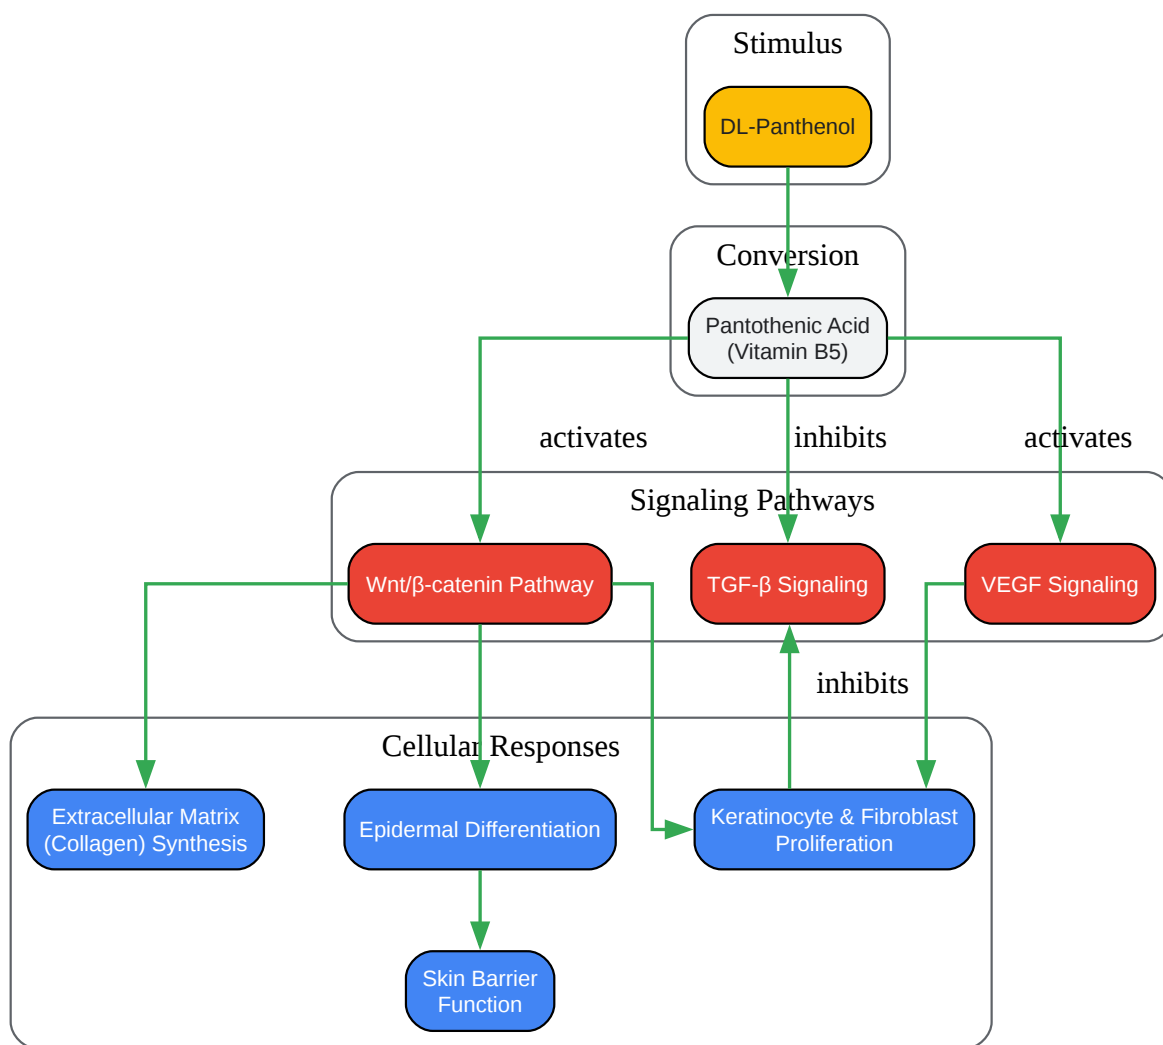 Stimulus
DL-Panthenol
Conversion
Pantothenic Acid
(Vitamin B5)
activates
inhibits
activates
Signaling Pathways
Wnt/β-catenin Pathway
TGF-β Signaling
VEGF Signaling
inhibits
Cellular Responses
Extracellular Matrix
(Collagen) Synthesis
Epidermal Differentiation
Keratinocyte & Fibroblast
Proliferation
Skin Barrier
Function